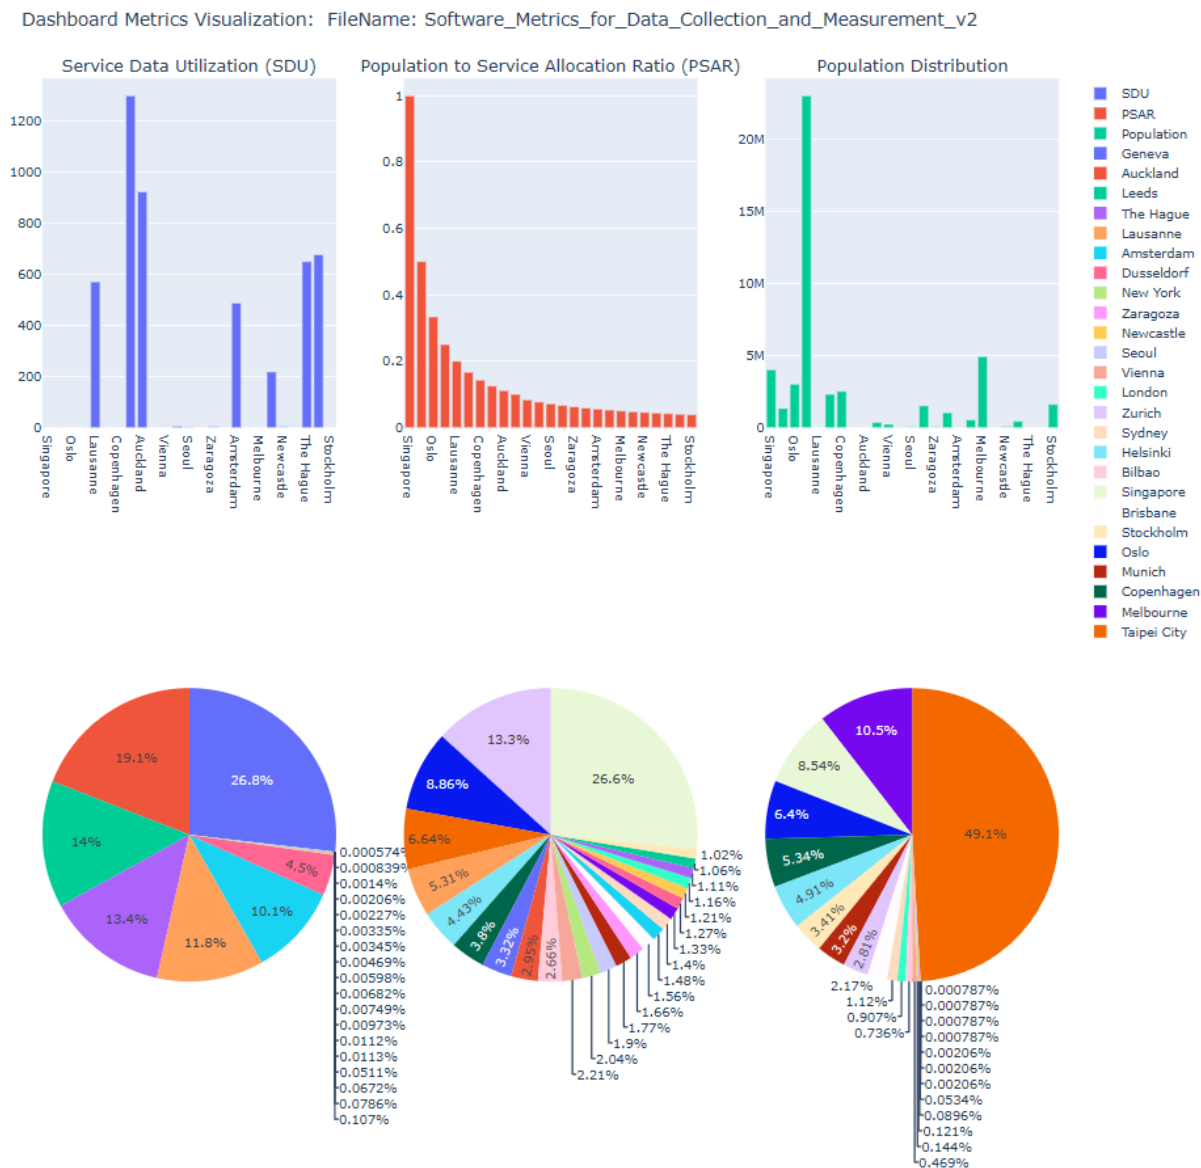 Dashboard Metrics Visualization: FileName: Software_Metrics_for_Data_Collection_and_Measurement_v2
Service Data Utilization (SDU)
Population to Service Allocation Ratio (PSAR)
Population Distribution
1200
1000
800
600
400
200
0
Singapore
Oslo
Lausanne
Copenhagen
Auckland
Vienna
Seoul
Zaragoza
Amsterdam
Melbourne
Newcastle
The Hague
Stockholm
1
0.8
0.6
0.4
0.2
0
Singapore
Oslo
Lausanne
Copenhagen
Auckland
Vienna
Seoul
Zaragoza
Amsterdam
Melbourne
Newcastle
The Hague
Stockholm
20M
15M
10M
5M
0
Singapore
Oslo
Lausanne
Copenhagen
Auckland
Vienna
Seoul
Zaragoza
Amsterdam
Melbourne
Newcastle
The Hague
Stockholm
SDU
PSAR
Population
Geneva
Auckland
Leeds
The Hague
Lausanne
Amsterdam
Dusseldorf
New York
Zaragoza
Newcastle
Seoul
Vienna
London
Zurich
Sydney
Helsinki
Bilbao
Singapore
Brisbane
Stockholm
Oslo
Munich
Copenhagen
Melbourne
Taipei City
26.8%
19.1%
14%
13.4%
11.8%
10.1%
4.5%
0.000574%
0.000839%
0.0014%
0.00206%
0.00227%
0.00335%
0.00345%
0.00469%
0.00598%
0.00682%
0.00749%
0.00973%
0.0112%
0.0113%
0.0511%
0.0672%
0.0786%
0.107%
26.6%
13.3%
8.86%
6.64%
5.31%
4.43%
3.8%
3.32%
2.95%
2.66%
1.02%
1.06%
1.11%
1.16%
1.21%
1.27%
1.33%
1.4%
1.48%
1.56%
1.66%
1.77%
1.9%
2.04%
2.21%
49.1%
10.5%
8.54%
6.4%
5.34%
4.91%
3.41%
3.2%
2.81%
2.17%
1.12%
0.907%
0.736%
0.000787%
0.000787%
0.000787%
0.000787%
0.00206%
0.00206%
0.00206%
0.0534%
0.0896%
0.121%
0.144%
0.469%